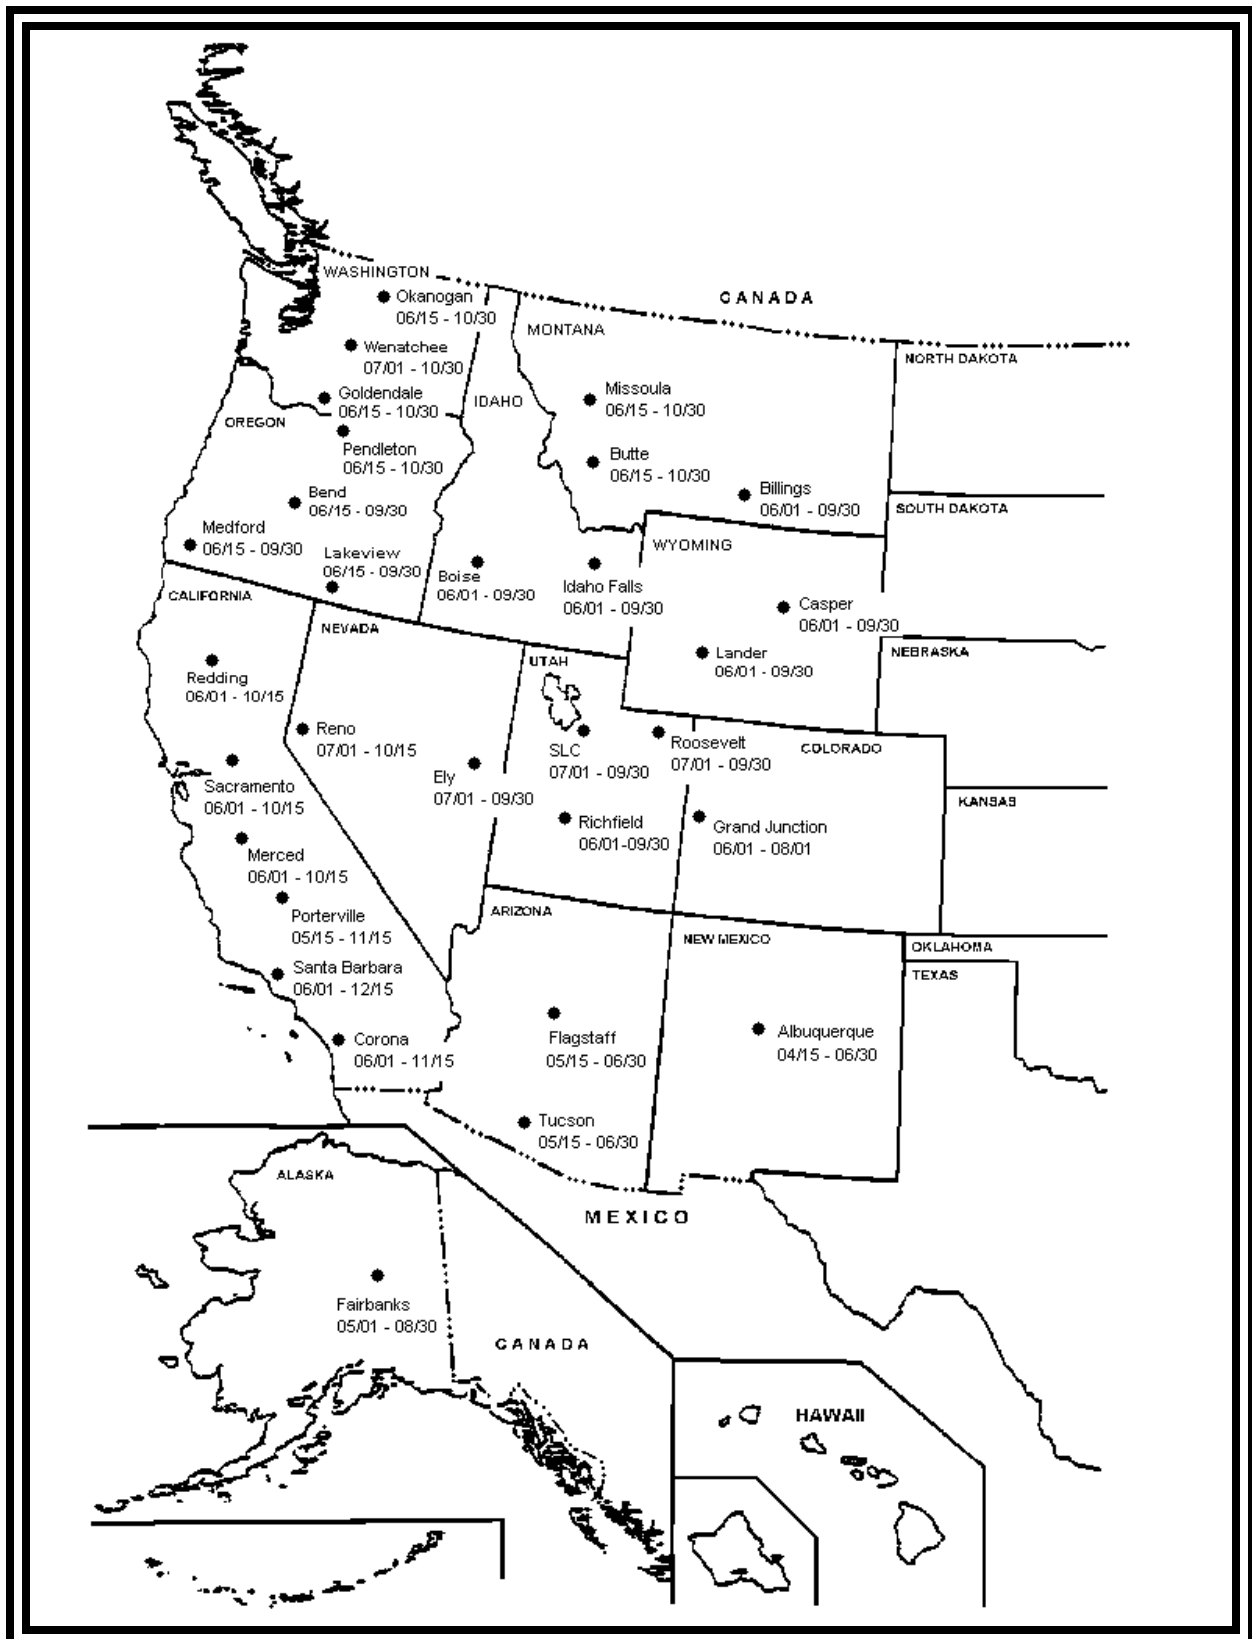 WASHINGTON
Okanogan
06/15 - 10/30
CANADA
MONTANA
Wenatchee
07/01 - 10/30
NORTH DAKOTA
Goldendale
06/15 - 10/30
IDAHO
Missoula
06/15 - 10/30
OREGON
Pendleton
06/15 - 10/30
Butte
06/15 - 10/30
Bend
06/15 - 09/30
Billings
06/01 - 09/30
SOUTH DAKOTA
Medford
06/15 - 09/30
Lakeview
06/15 - 09/30
WYOMING
Boise
06/01 - 09/30
Idaho Falls
06/01 - 09/30
CALIFORNIA
Casper
06/01 - 09/30
NEVADA
Lander
06/01 - 09/30
NEBRASKA
UTAH
Redding
06/01 - 10/15
Reno
07/01 - 10/15
SLC
07/01 - 09/30
Roosevelt
07/01 - 09/30
COLORADO
Ely
07/01 - 09/30
Sacramento
06/01 - 10/15
KANSAS
Richfield
06/01-09/30
Grand Junction
06/01 - 08/01
Merced
06/01 - 10/15
Porterville
05/15 - 11/15
ARIZONA
NEW MEXICO
OKLAHOMA
TEXAS
Santa Barbara
06/01 - 12/15
Corona
06/01 - 11/15
Flagstaff
05/15 - 06/30
Albuquerque
04/15 - 06/30
Tucson
05/15 - 06/30
ALASKA
MEXICO
Fairbanks
05/01 - 08/30
CANADA
HAWAII